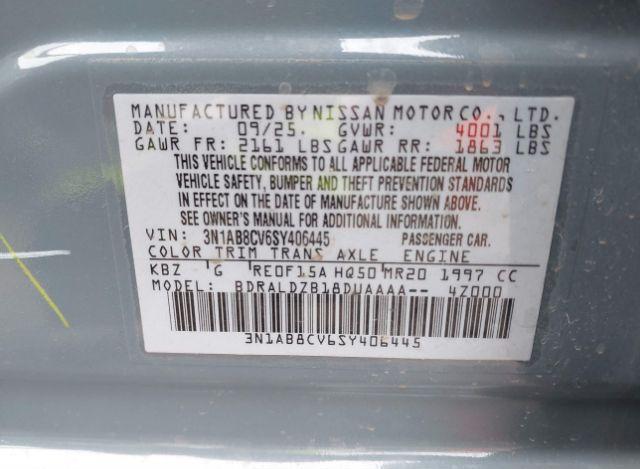 MANUFACTURED BY NISSAN MOTOR CO., LTD.
DATE: 09/25. GVWR: 4001 LBS
GAWR FR: 2161 LBS GAWR RR: 1863 LBS
THIS VEHICLE CONFORMS TO ALL APPLICABLE FEDERAL MOTOR
VEHICLE SAFETY, BUMPER AND THEFT PREVENTION STANDARDS
IN EFFECT ON THE DATE OF MANUFACTURE SHOWN ABOVE.
SEE OWNER'S MANUAL FOR ADDITIONAL INFORMATION.
VIN: 3N1AB8CV6SY406445 PASSENGER CAR.
COLOR TRIM TRANS AXLE ENGINE
KBZ G RE0F15A HQ50 MR20 1997 CC
MODEL: BDRALDZB18DUAAAA-- 4Z000
3N1AB8CV6SY406445